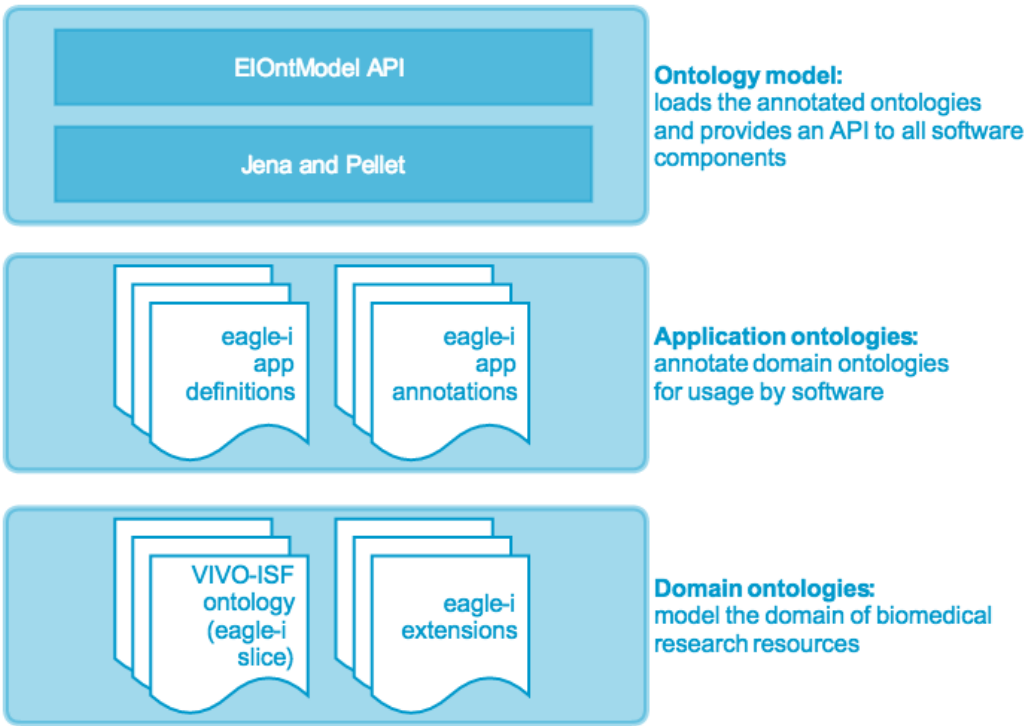 EIOntModel API
Jena and Pellet
Ontology model:
loads the annotated ontologies
and provides an API to all software
components
eagle-i
app
definitions
eagle-i
app
annotations
Application ontologies:
annotate domain ontologies
for usage by software
VIVO-ISF
ontology
(eagle-i
slice)
eagle-i
extensions
Domain ontologies:
model the domain of biomedical
research resources